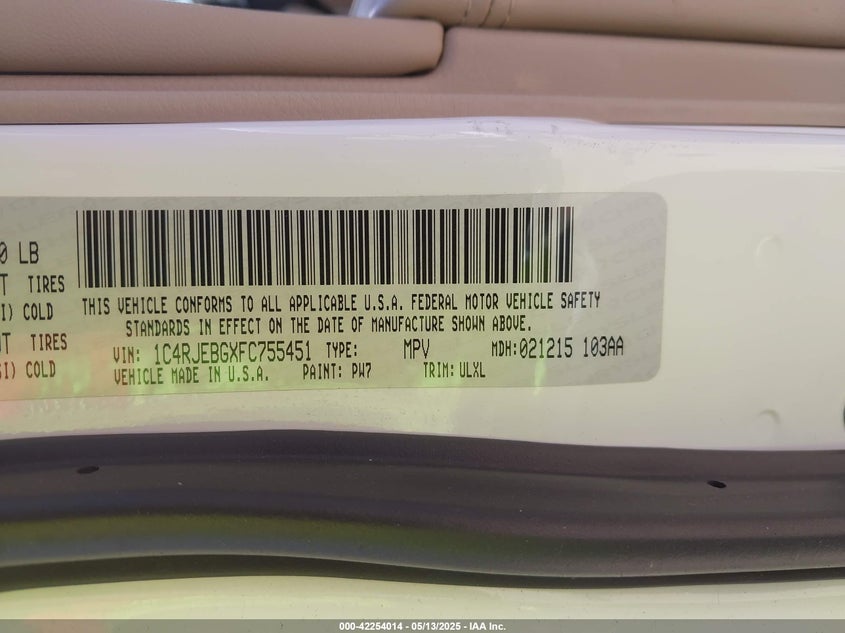 0 LB
T TIRES
I) COLD
NT TIRES
SI) COLD
THIS VEHICLE CONFORMS TO ALL APPLICABLE U.S.A. FEDERAL MOTOR VEHICLE SAFETY
STANDARDS IN EFFECT ON THE DATE OF MANUFACTURE SHOWN ABOVE.
VIN: 1C4RJEBGXFC755451 TYPE: MPV MDH:021215 103AA
VEHICLE MADE IN U.S.A. PAINT: PW7 TRIM:ULXL
000-42254014 - 05/13/2025 - IAA Inc.